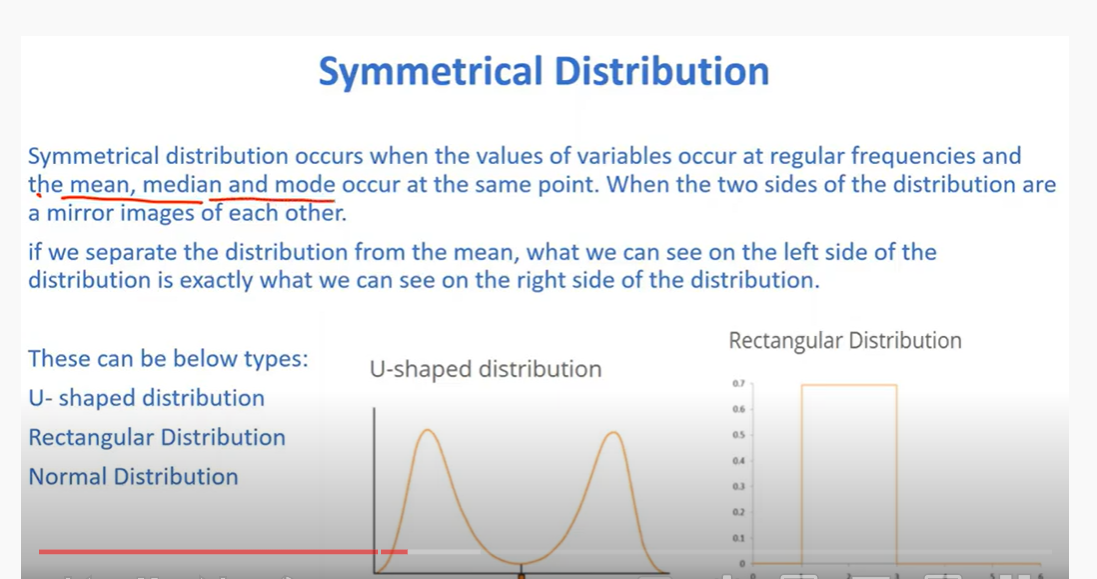 Symmetrical Distribution
Symmetrical distribution occurs when the values of variables occur at regular frequencies and
the mean, median and mode occur at the same point. When the two sides of the distribution are
a mirror images of each other.
if we separate the distribution from the mean, what we can see on the left side of the
distribution is exactly what we can see on the right side of the distribution.
These can be below types:
U- shaped distribution
Rectangular Distribution
Normal Distribution
U-shaped distribution
Rectangular Distribution
0.7
0.6
0.5
0.4
0.3
0.2
0.1
0